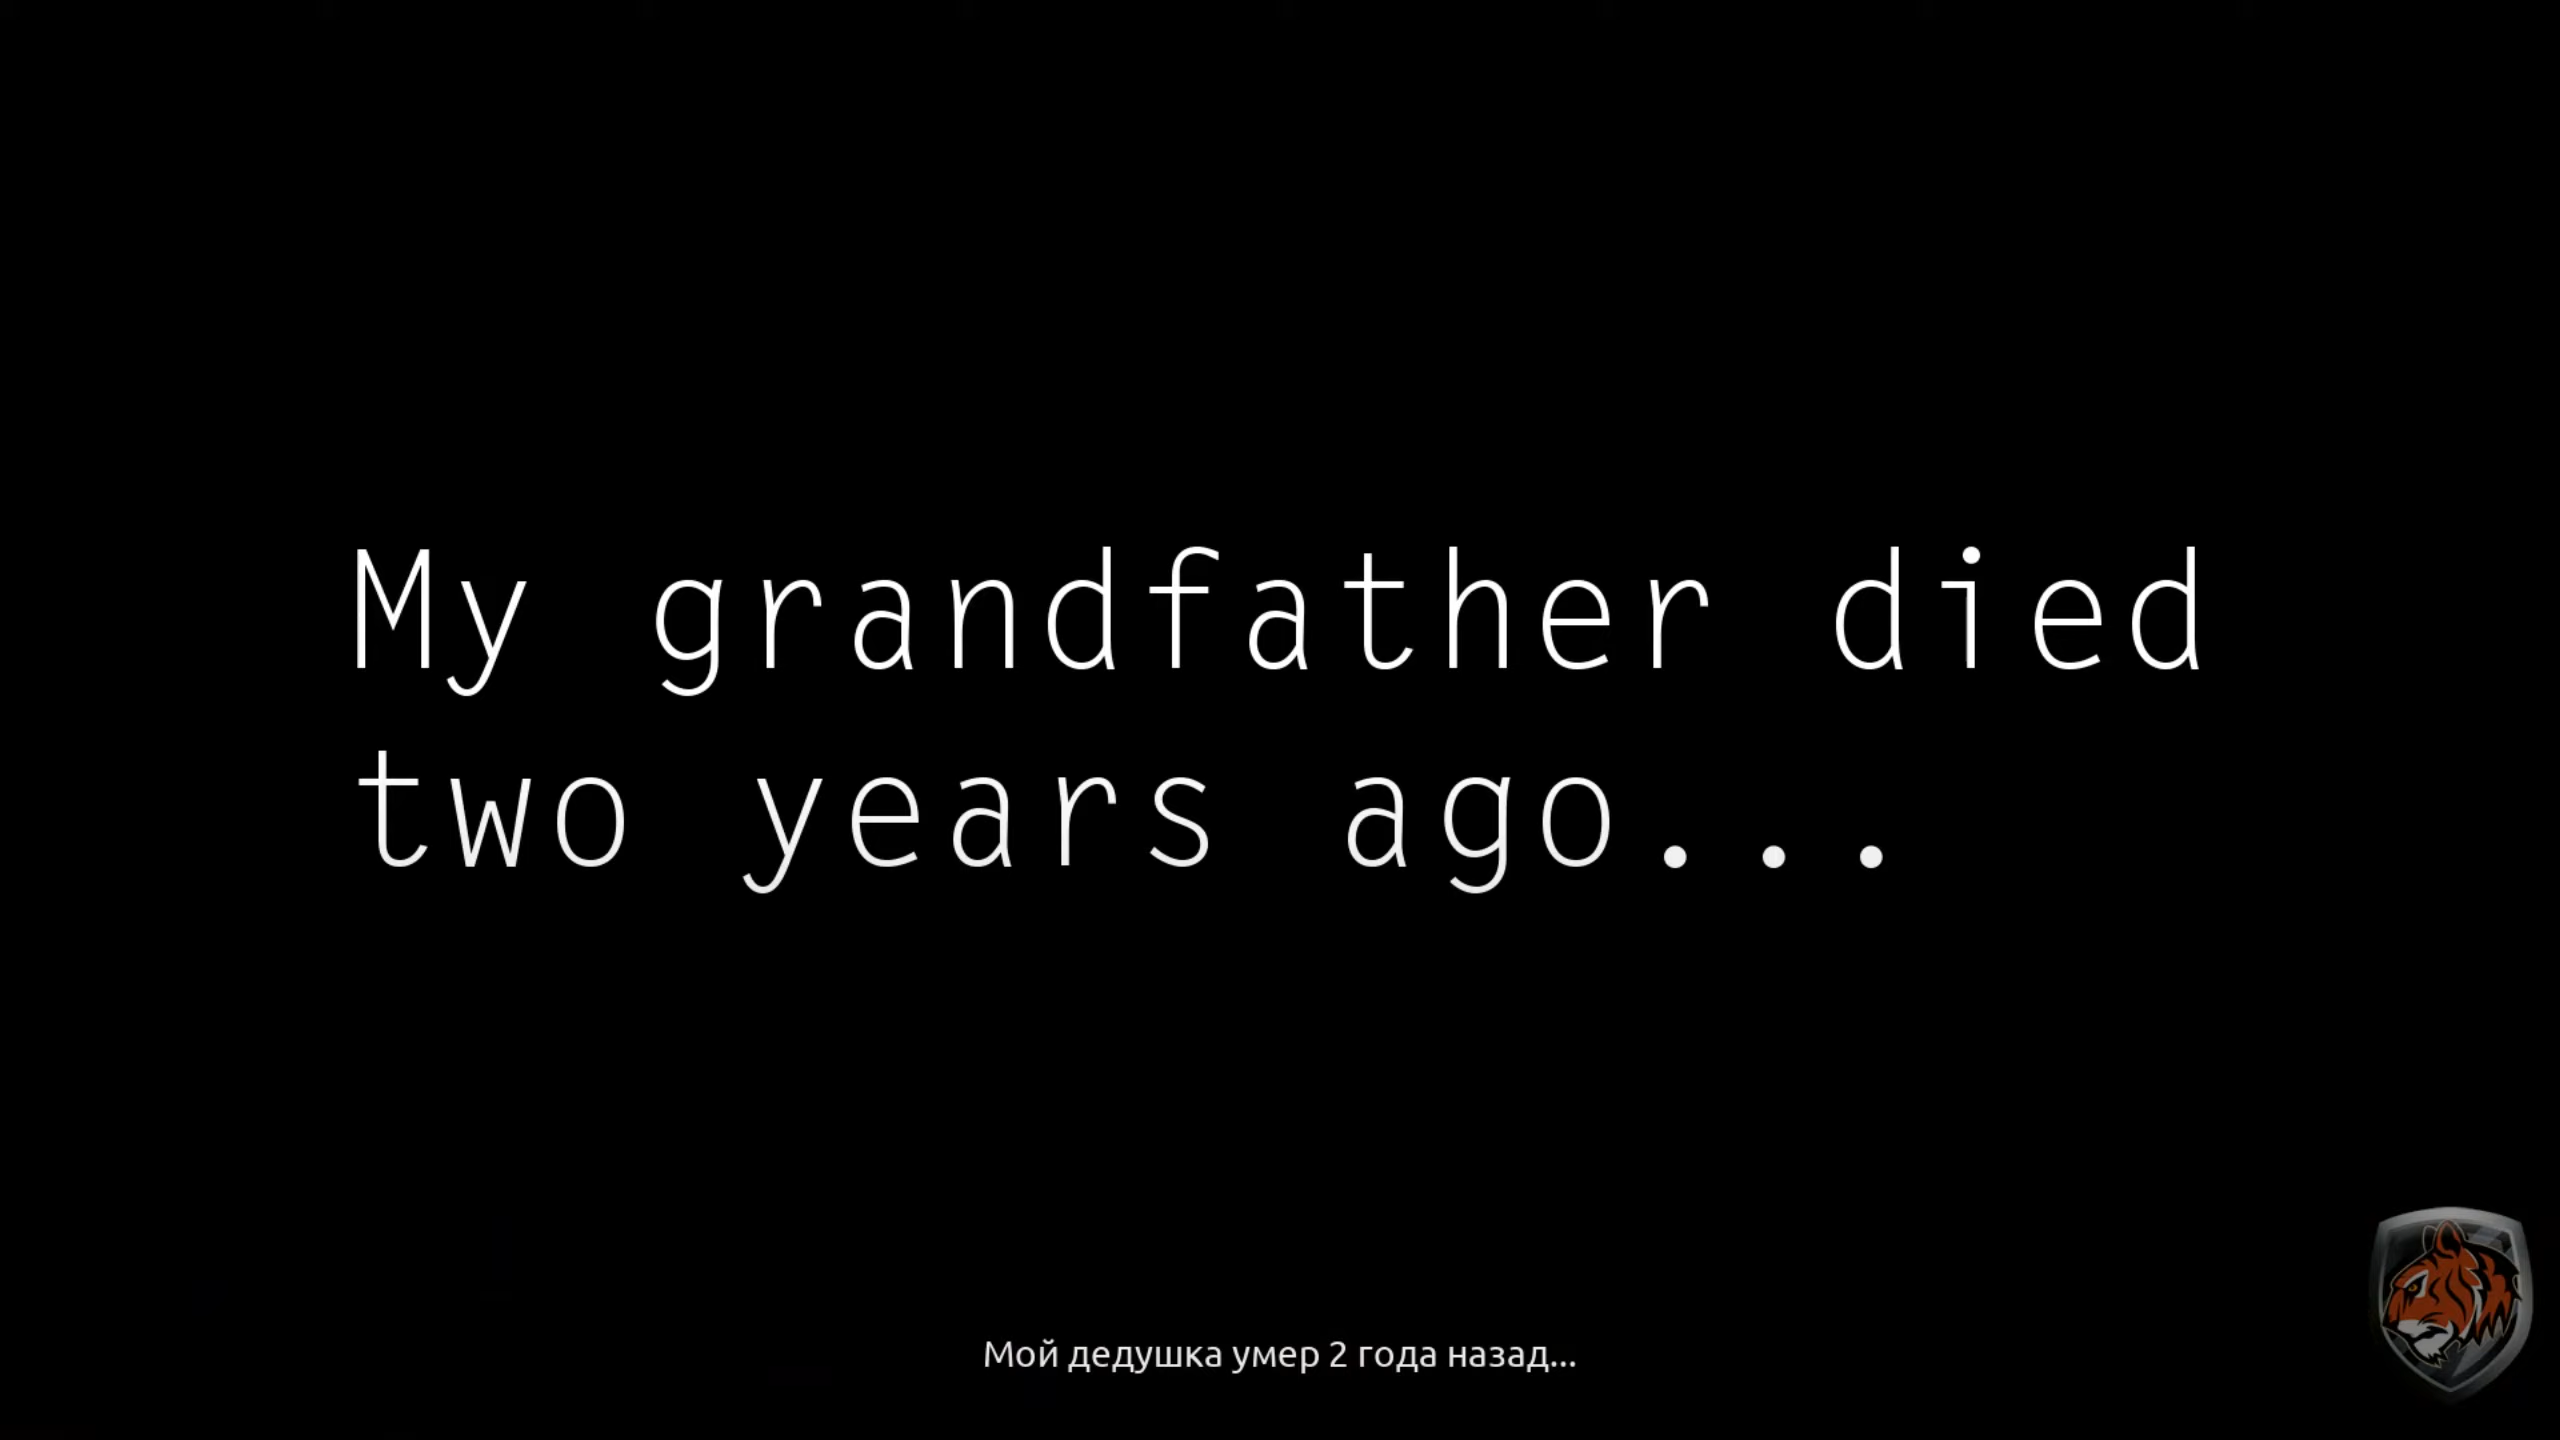 My grandfather died
two years ago...
Мой дедушка умер 2 года назад...